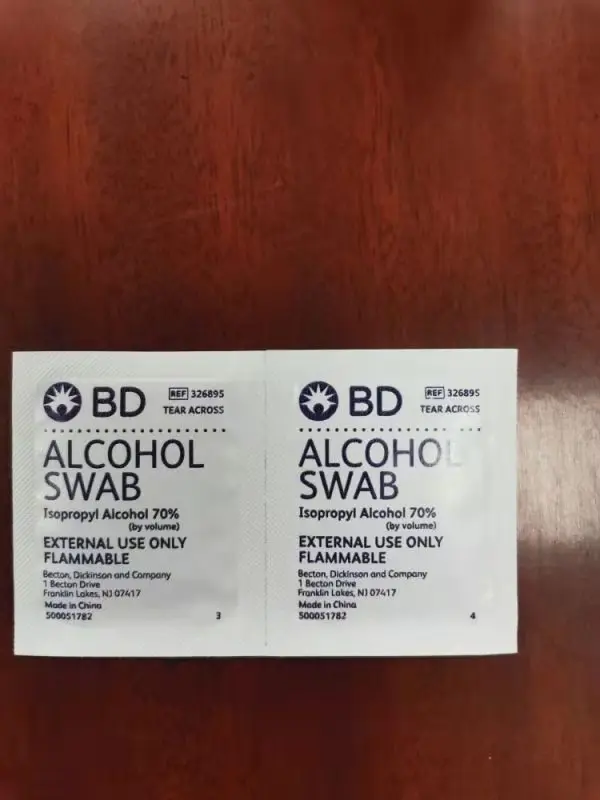 BD
REF 326895
TEAR ACROSS
ALCOHOL
SWAB
Isopropyl Alcohol 70%
(by volume)
EXTERNAL USE ONLY
FLAMMABLE
Becton, Dickinson and Company
1 Becton Drive
Franklin Lakes, NJ 07417
Made in China
500051782 3
BD
REF 326895
TEAR ACROSS
ALCOHOL
SWAB
Isopropyl Alcohol 70%
(by volume)
EXTERNAL USE ONLY
FLAMMABLE
Becton, Dickinson and Company
1 Becton Drive
Franklin Lakes, NJ 07417
Made in China
500051782 4